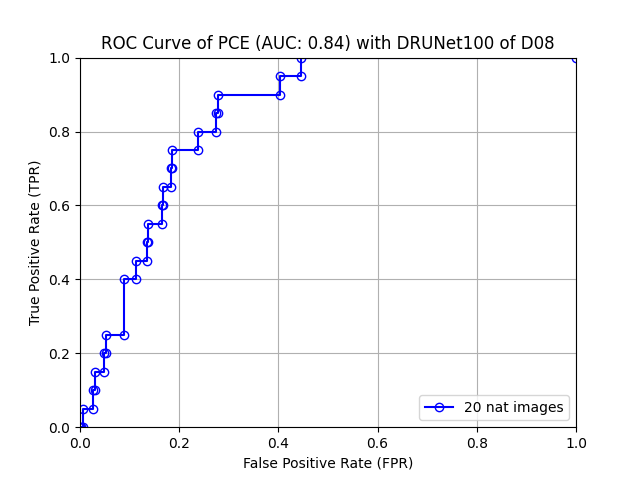 ROC Curve of PCE (AUC: 0.84) with DRUNet100 of D08
1.0
0.8
0.6
0.4
0.2
0.0
True Positive Rate (TPR)
20 nat images
0.0 0.2 0.4 0.6 0.8 1.0
False Positive Rate (FPR)